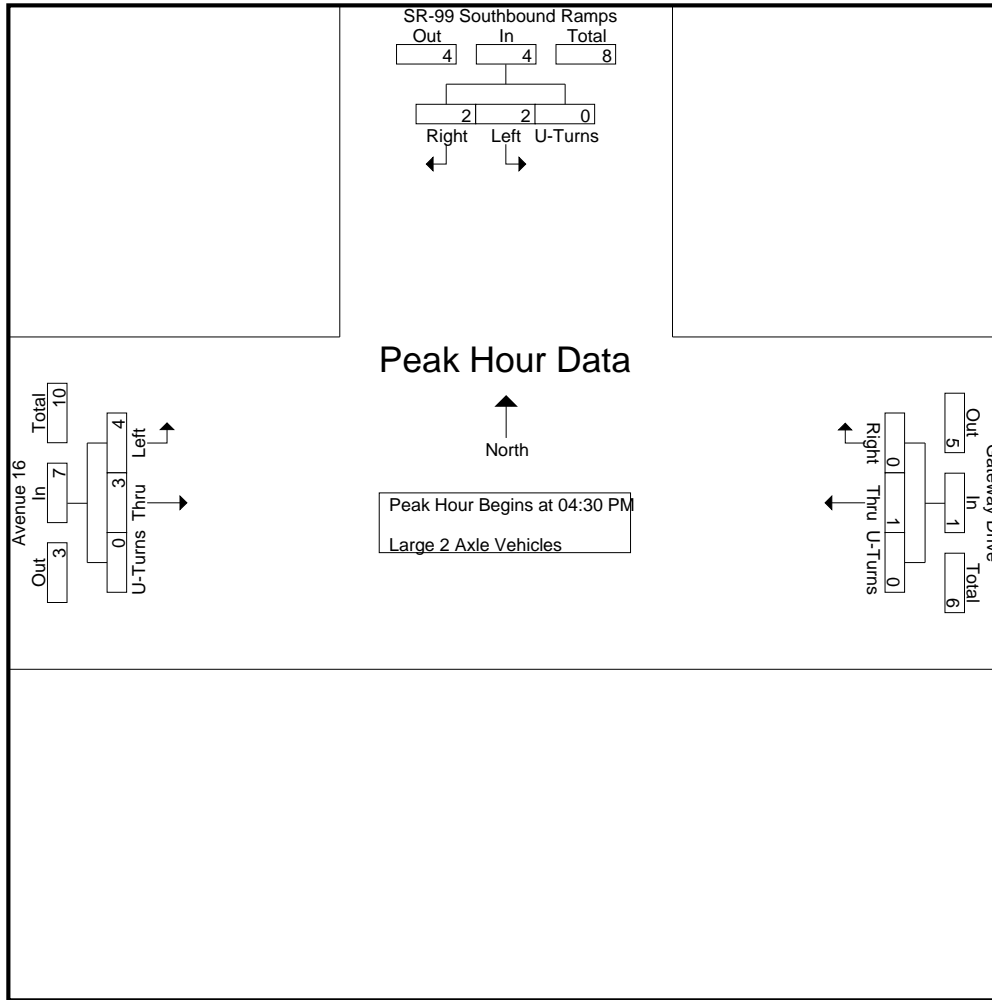 SR-99 Southbound Ramps
Out In Total
4 4 8
2 2 0
Right Left U-Turns
Peak Hour Data
North
Peak Hour Begins at 04:30 PM
Large 2 Axle Vehicles
Avenue 16
Out In Total
3 7 10
4 3 0
Left Thru U-Turns
Gateway Drive
Out In Total
5 1 6
0 1 0
Right Thru U-Turns